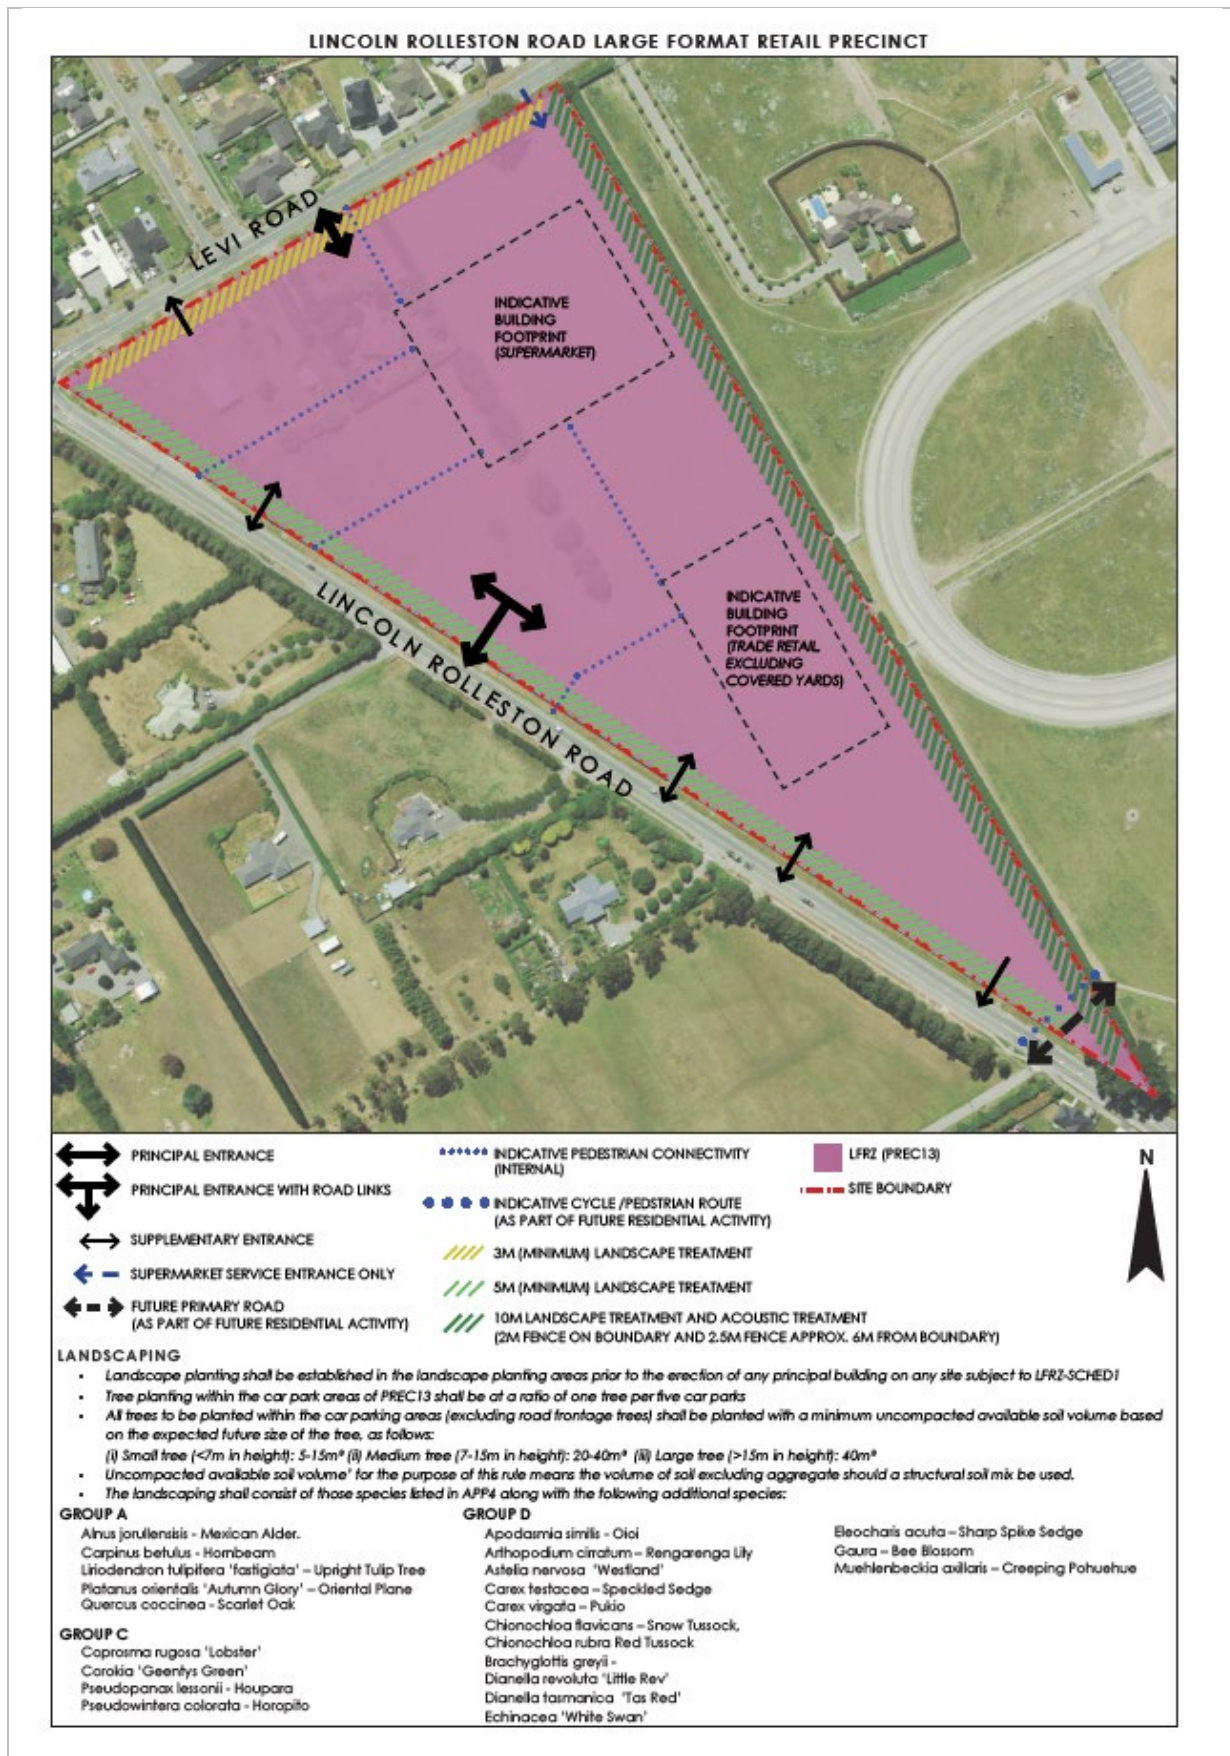 LINCOLN ROLLESTON ROAD LARGE FORMAT RETAIL PRECINCT
LEVI ROAD
INDICATIVE
BUILDING
FOOTPRINT
(SUPERMARKET)
INDICATIVE
BUILDING
FOOTPRINT
(TRADE RETAIL,
EXCLUDING
COVERED YARDS)
LINCOLN ROLLESTON ROAD
PRINCIPAL ENTRANCE
PRINCIPAL ENTRANCE WITH ROAD LINKS
SUPPLEMENTARY ENTRANCE
SUPERMARKET SERVICE ENTRANCE ONLY
FUTURE PRIMARY ROAD
(AS PART OF FUTURE RESIDENTIAL ACTIVITY)
INDICATIVE PEDESTRIAN CONNECTIVITY
(INTERNAL)
INDICATIVE CYCLE /PEDSTRIAN ROUTE
(AS PART OF FUTURE RESIDENTIAL ACTIVITY)
3M (MINIMUM) LANDSCAPE TREATMENT
5M (MINIMUM) LANDSCAPE TREATMENT
10M LANDSCAPE TREATMENT AND ACOUSTIC TREATMENT
(2M FENCE ON BOUNDARY AND 2.5M FENCE APPROX. 6M FROM BOUNDARY)
LFRZ (PREC13)
SITE BOUNDARY
N
LANDSCAPING
• Landscape planting shall be established in the landscape planting areas prior to the erection of any principal building on any site subject to LFRZ-SCHED1
• Tree planting within the car park areas of PREC13 shall be at a ratio of one tree per five car parks
• All trees to be planted within the car parking areas (excluding road frontage trees) shall be planted with a minimum uncompacted available soil volume based
on the expected future size of the tree, as follows:
(i) Small tree (<7m in height): 5-15m³ (ii) Medium tree (7-15m in height): 20-40m³ (iii) Large tree (>15m in height): 40m³
• Uncompacted available soil volume' for the purpose of this rule means the volume of soil excluding aggregate should a structural soil mix be used.
• The landscaping shall consist of those species listed in APP4 along with the following additional species:
GROUP A
Alnus jorullensisis - Mexican Alder.
Carpinus betulus - Hornbeam
Liriodendron tulipifera 'fastigiata' – Upright Tulip Tree
Platanus orientalis 'Autumn Glory' – Oriental Plane
Quercus coccinea - Scarlet Oak
GROUP C
Coprosma rugosa 'Lobster'
Corokia 'Geentys Green'
Pseudopanax lessonii - Houpara
Pseudowintera colorata - Horopito
GROUP D
Apodasmia similis - Oioi
Arthopodium cirratum – Rengarenga Lily
Astelia nervosa 'Westland'
Carex testacea – Speckled Sedge
Carex virgata – Pukio
Chionochloa flavicans – Snow Tussock,
Chionochloa rubra Red Tussock
Brachyglottis greyii -
Dianella revoluta 'Little Rev'
Dianella tasmanica 'Tas Red'
Echinacea 'White Swan'
Eleocharis acuta – Sharp Spike Sedge
Gaura – Bee Blossom
Muehlenbeckia axillaris – Creeping Pohuehue